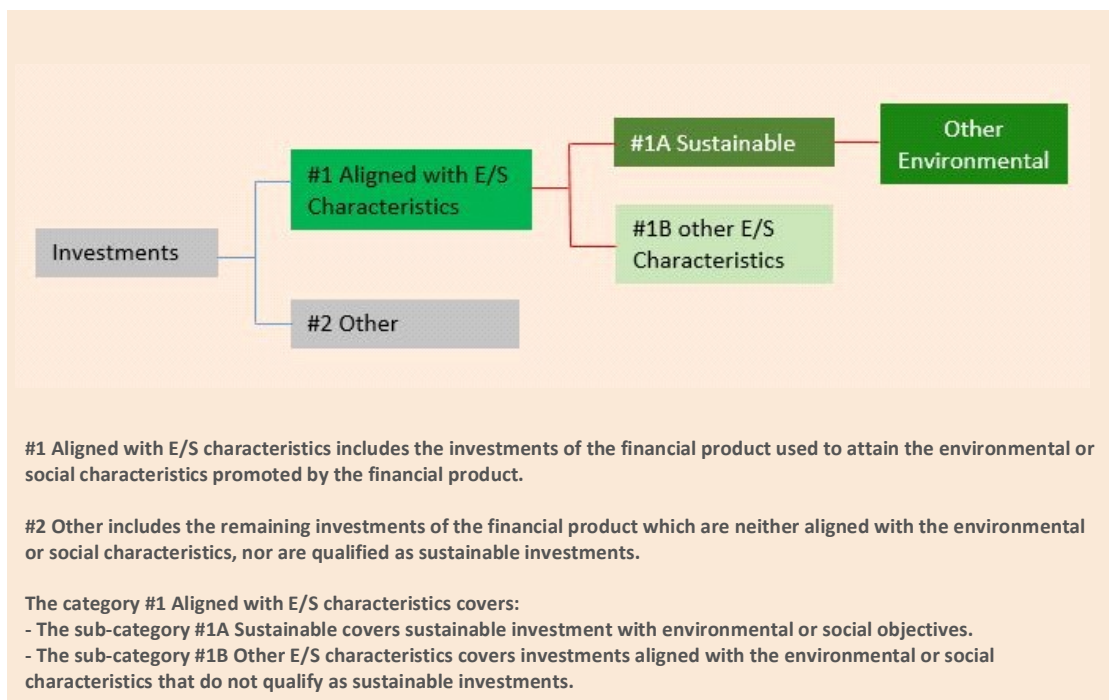 Other
Environmental
#1A Sustainable
#1 Aligned with E/S
Characteristics
#1B other E/S
Characteristics
Investments
#2 Other
#1 Aligned with E/S characteristics includes the investments of the financial product used to attain the environmental or
social characteristics promoted by the financial product.
#2 Other includes the remaining investments of the financial product which are neither aligned with the environmental
or social characteristics, nor are qualified as sustainable investments.
The category #1 Aligned with E/S characteristics covers:
- The sub-category #1A Sustainable covers sustainable investment with environmental or social objectives.
- The sub-category #1B Other E/S characteristics covers investments aligned with the environmental or social
characteristics that do not qualify as sustainable investments.